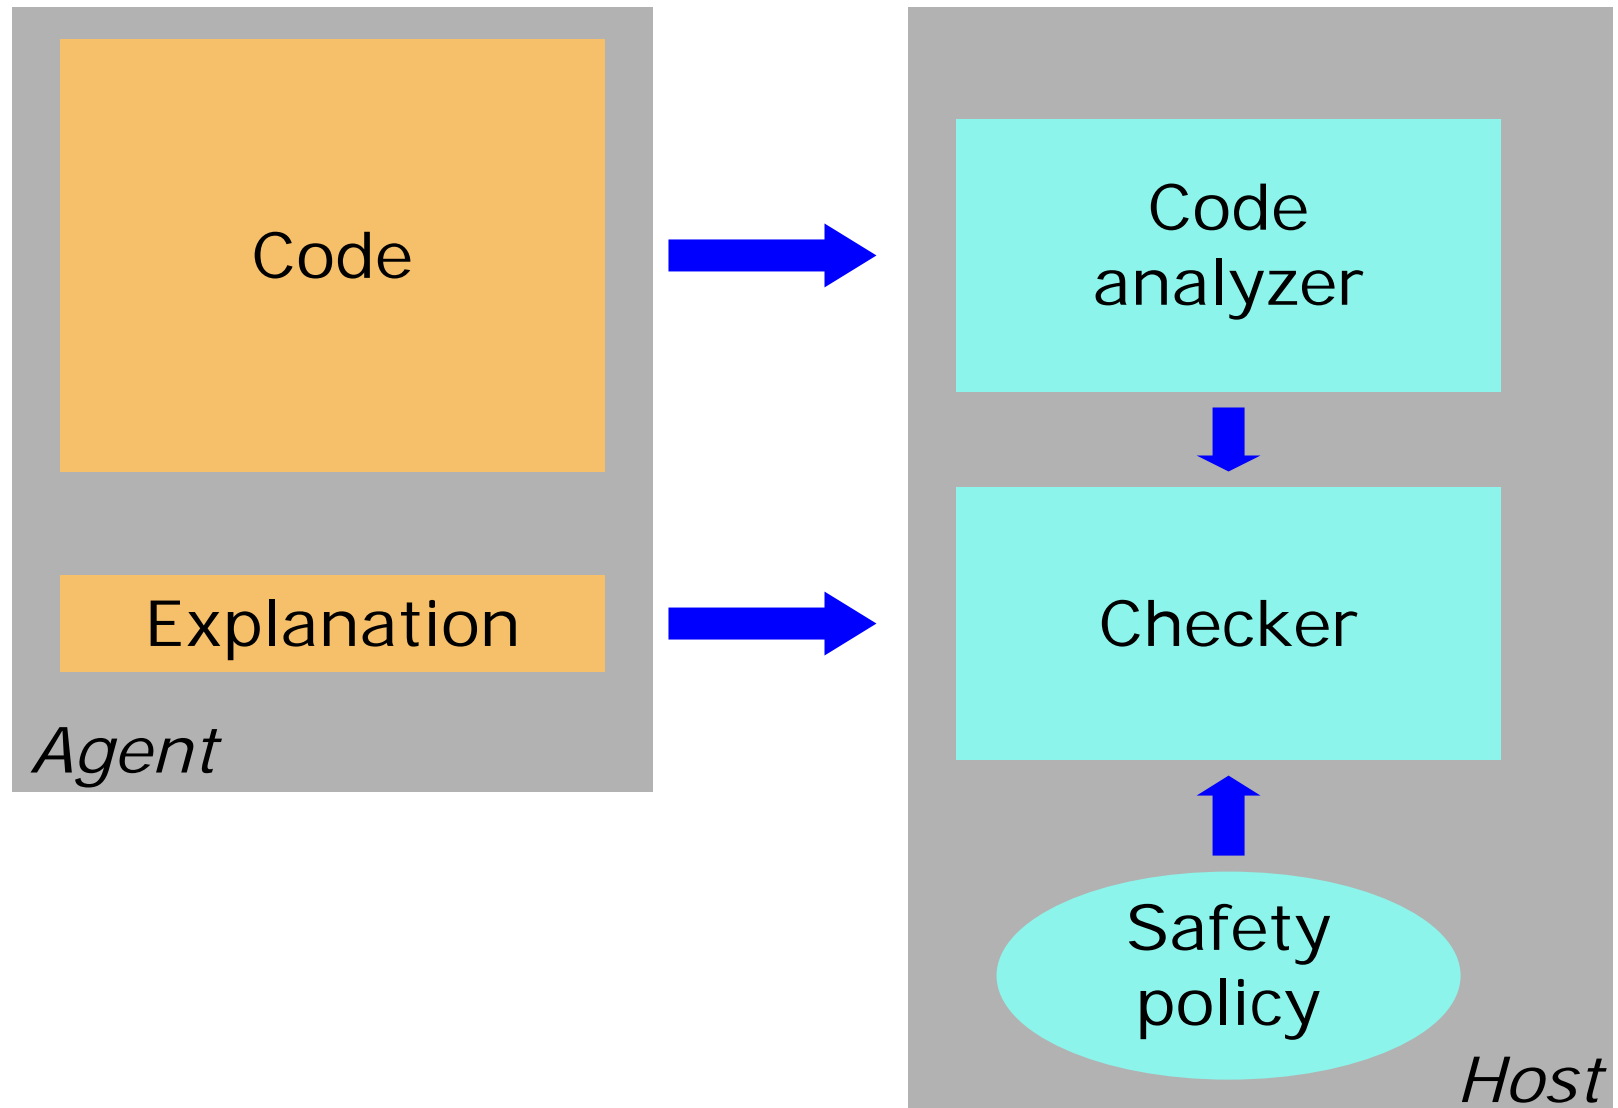 Code
Explanation
Agent
Code
analyzer
Checker
Safety
policy
Host